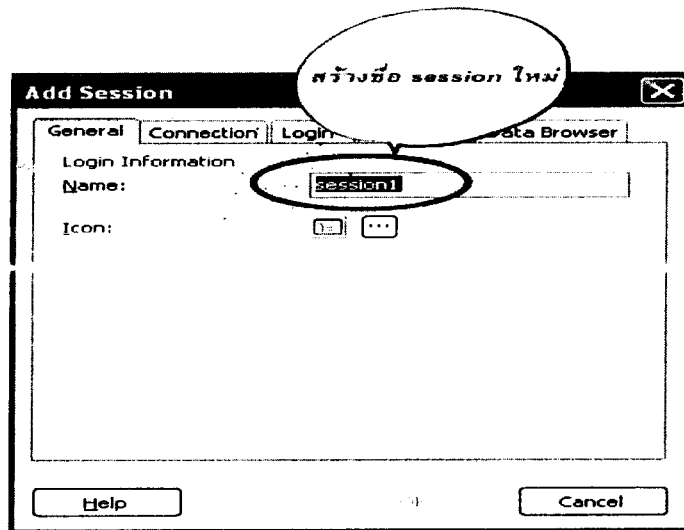 สร้างชื่อ session ใหม่
Add Session
General Connection Login Data Browser
Login Information
Name: session1
Icon:
Help Cancel